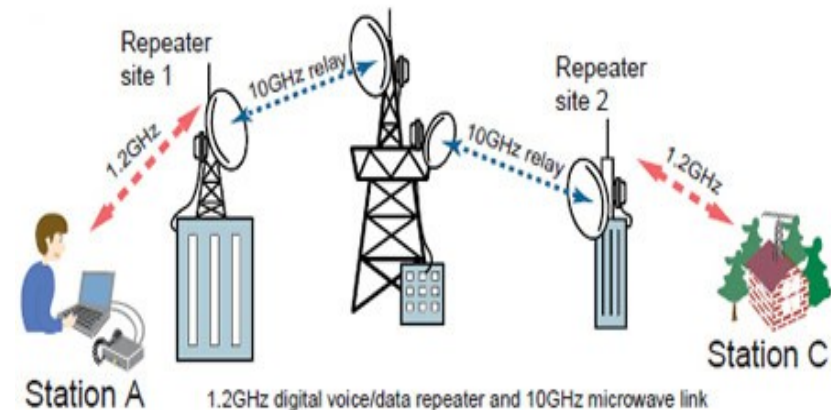 Repeater
site 1
10GHz relay
Repeater
site 2
1.2GHz
10GHz relay
1.2GHz
Station A
Station C
1.2GHz digital voice/data repeater and 10GHz microwave link